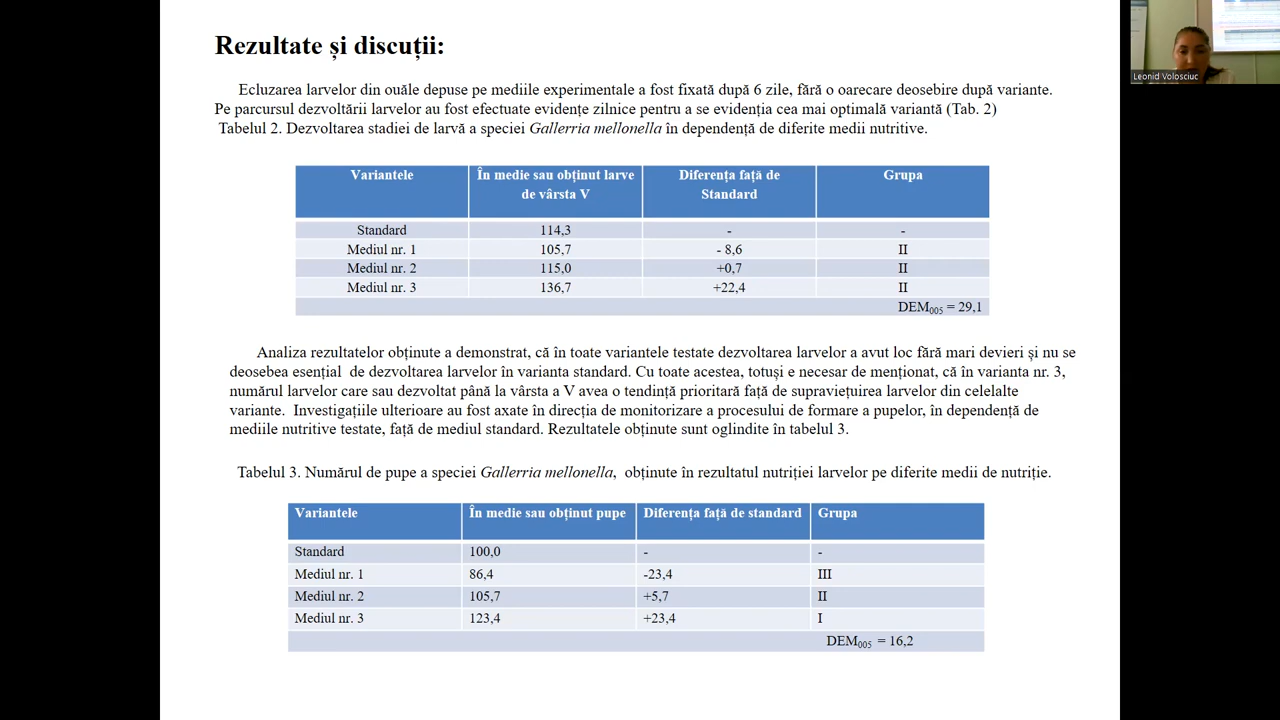 Rezultate și discuții:
Leonid Volosciuc
Ecluzarea larvelor din ouăle depuse pe mediile experimentale a fost fixată după 6 zile, fără o oarecare deosebire după variante.
Pe parcursul dezvoltării larvelor au fost efectuate evidențe zilnice pentru a se evidenția cea mai optimală variantă (Tab. 2)
Tabelul 2. Dezvoltarea stadiei de larvă a speciei Gallerria mellonella în dependență de diferite medii nutritive.
Variantele În medie sau obținut larve de vârsta V Diferența față de Standard Grupa
Standard 114,3 - -
Mediul nr. 1 105,7 - 8,6 II
Mediul nr. 2 115,0 +0,7 II
Mediul nr. 3 136,7 +22,4 II
DEM005 = 29,1
Analiza rezultatelor obținute a demonstrat, că în toate variantele testate dezvoltarea larvelor a avut loc fără mari devieri și nu se
deosebea esențial de dezvoltarea larvelor în varianta standard. Cu toate acestea, totuși e necesar de menționat, că în varianta nr. 3,
numărul larvelor care sau dezvoltat până la vârsta a V avea o tendință prioritară față de supraviețuirea larvelor din celelalte
variante. Investigațiile ulterioare au fost axate în direcția de monitorizare a procesului de formare a pupelor, în dependență de
mediile nutritive testate, față de mediul standard. Rezultatele obținute sunt oglindite în tabelul 3.
Tabelul 3. Numărul de pupe a speciei Gallerria mellonella, obținute în rezultatul nutriției larvelor pe diferite medii de nutriție.
Variantele În medie sau obținut pupe Diferența față de standard Grupa
Standard 100,0 - -
Mediul nr. 1 86,4 -23,4 III
Mediul nr. 2 105,7 +5,7 II
Mediul nr. 3 123,4 +23,4 I
DEM005 = 16,2